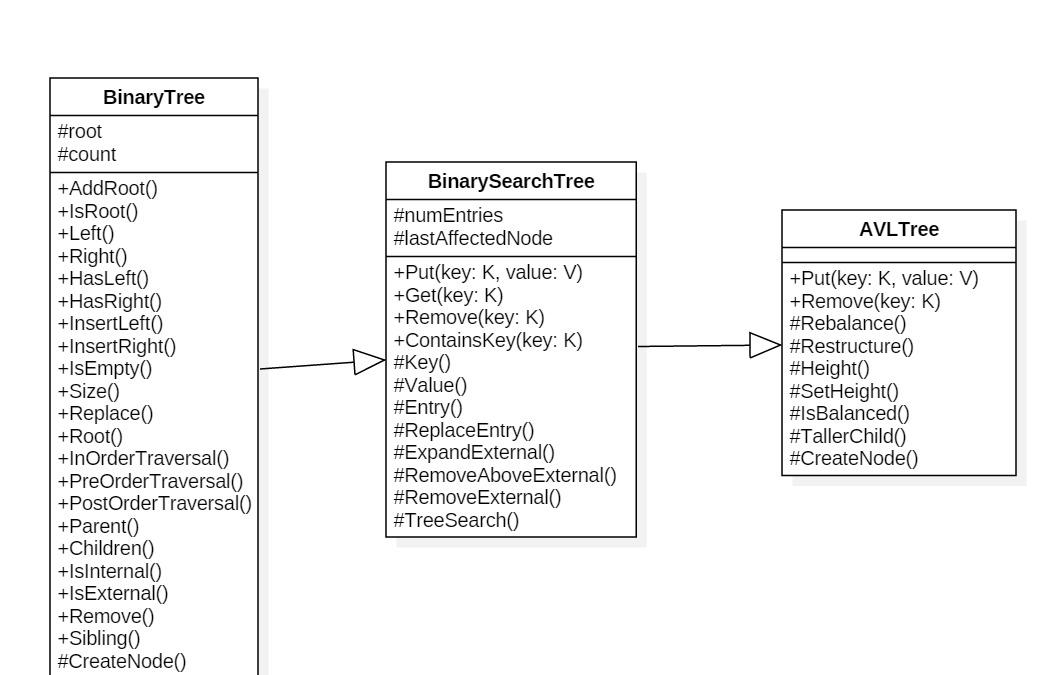 BinaryTree
#root
#count
+AddRoot()
+IsRoot()
+Left()
+Right()
+HasLeft()
+HasRight()
+InsertLeft()
+InsertRight()
+IsEmpty()
+Size()
+Replace()
+Root()
+InOrderTraversal()
+PreOrderTraversal()
+PostOrderTraversal()
+Parent()
+Children()
+IsInternal()
+IsExternal()
+Remove()
+Sibling()
#CreateNode()
BinarySearchTree
#numEntries
#lastAffectedNode
+Put(key: K, value: V)
+Get(key: K)
+Remove(key: K)
+ContainsKey(key: K)
#Key()
#Value()
#Entry()
#ReplaceEntry()
#ExpandExternal()
#RemoveAboveExternal()
#RemoveExternal()
#TreeSearch()
AVLTree
+Put(key: K, value: V)
+Remove(key: K)
#Rebalance()
#Restructure()
#Height()
#SetHeight()
#IsBalanced()
#TallerChild()
#CreateNode()